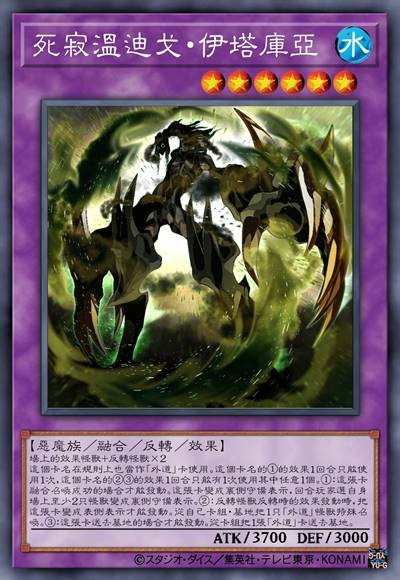 死寂溫迪戈・伊塔庫亞
水
【惡魔族／融合／反轉／效果】
場上的效果怪獸+反轉怪獸×2
這個卡名在規則上也當作「外道」卡使用。這個卡名的①的效果1回合只能使
用1次，這個卡名的②③的效果1回合只能有1次使用其中任意1個。①：這張卡
融合召喚成功的場合才能發動。這張卡變成裏側守備表示。回合玩家選自身
場上至少2只怪獸變成裏側守備表示。②：反轉怪獸反轉時的效果發動時，把
這張卡變成表側表示才能發動。從自己卡組・墓地把1只「外道」怪獸特殊召
喚。③：這張卡送去墓地的場合才能發動。從卡組把1張「外道」卡送去墓地。
ATK/3700 DEF/3000
©スタジオ・ダイス／集英社・テレビ東京・KONAMI